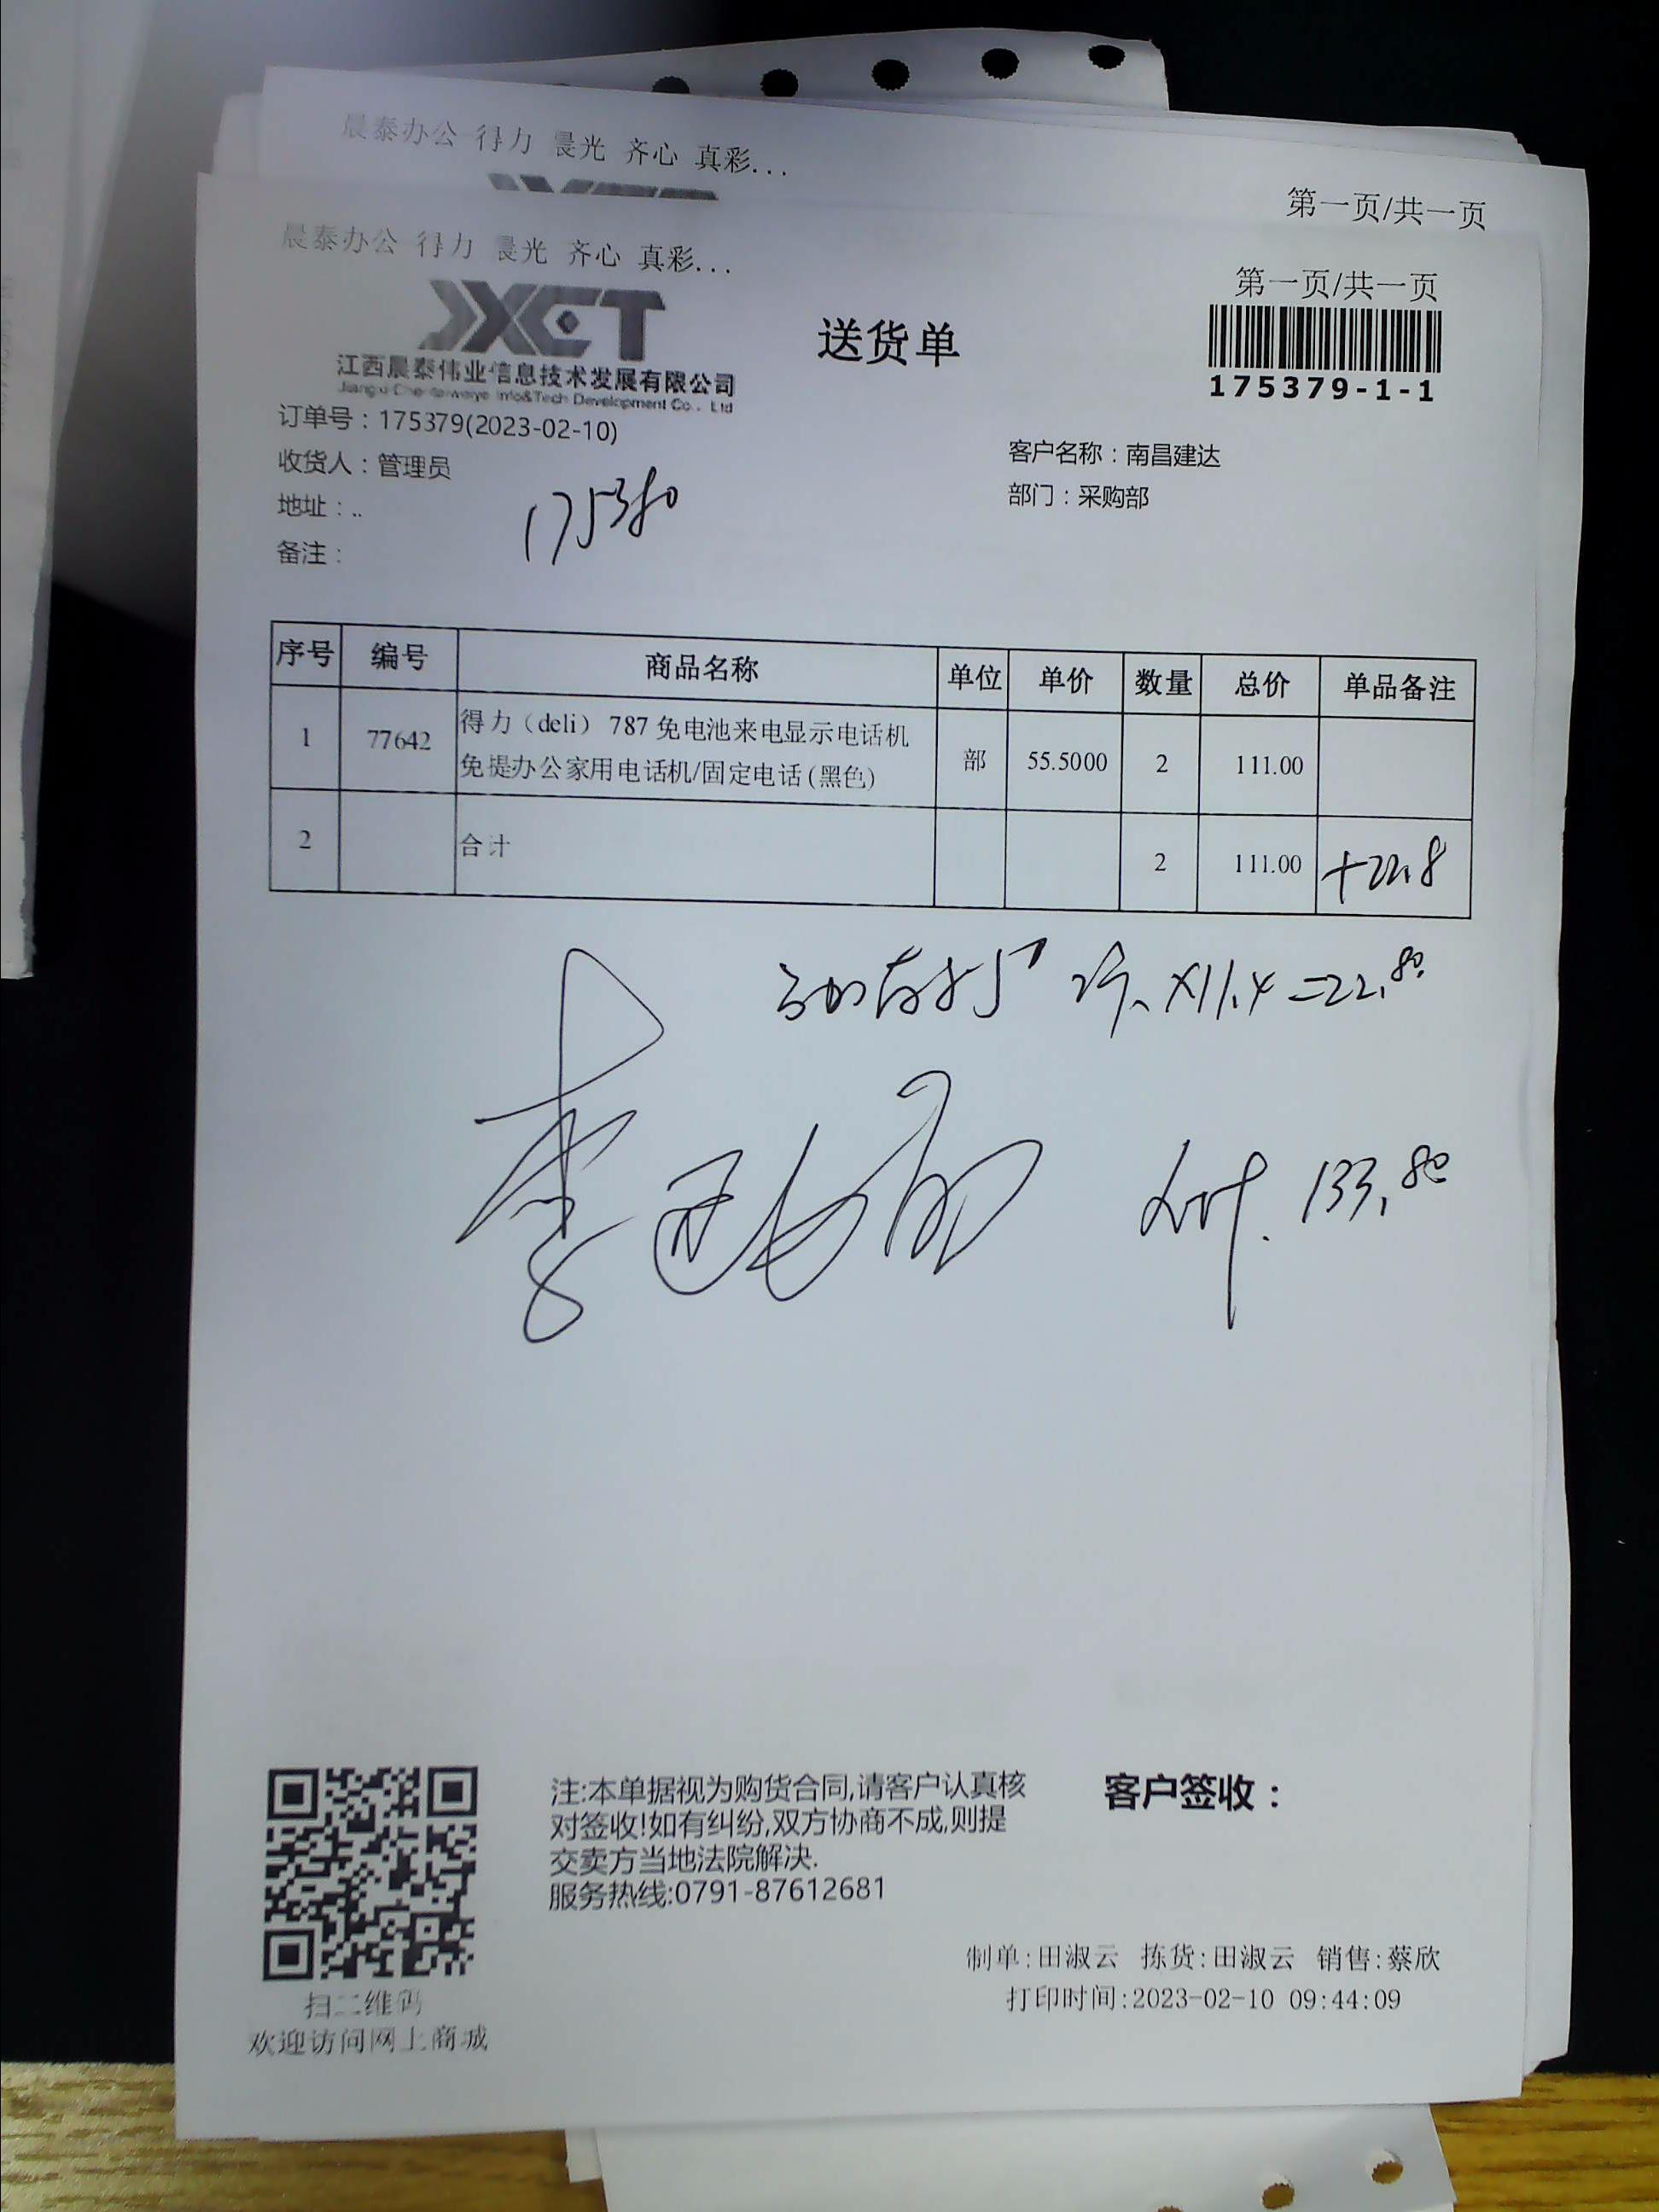 晨泰办公 得力 晨光 齐心 真彩...
第一页/共一页
晨泰办公 得力 晨光 齐心 真彩...
第一页/共一页
JXCT
送货单
175379-1-1
江西晨泰伟业信息技术发展有限公司
订单号：175379(2023-02-10)
客户名称：南昌建达
收货人：管理员
部门：采购部
地址：..
175380
备注：
序号 编号 商品名称 单位 单价 数量 总价 单品备注
1 77642 得力（deli） 787 免电池来电显示电话机 部 55.5000 2 111.00
免提办公家用电话机/固定电话(黑色)
2 合计 2 111.00 +22.8
×11.4=22.80
133.80
注:本单据视为购货合同,请客户认真核
对签收!如有纠纷,双方协商不成,则提
交卖方当地法院解决.
服务热线:0791-87612681
客户签收：
扫二维码
欢迎访问网上商城
制单:田淑云 拣货:田淑云 销售:蔡欣
打印时间:2023-02-10 09:44:09